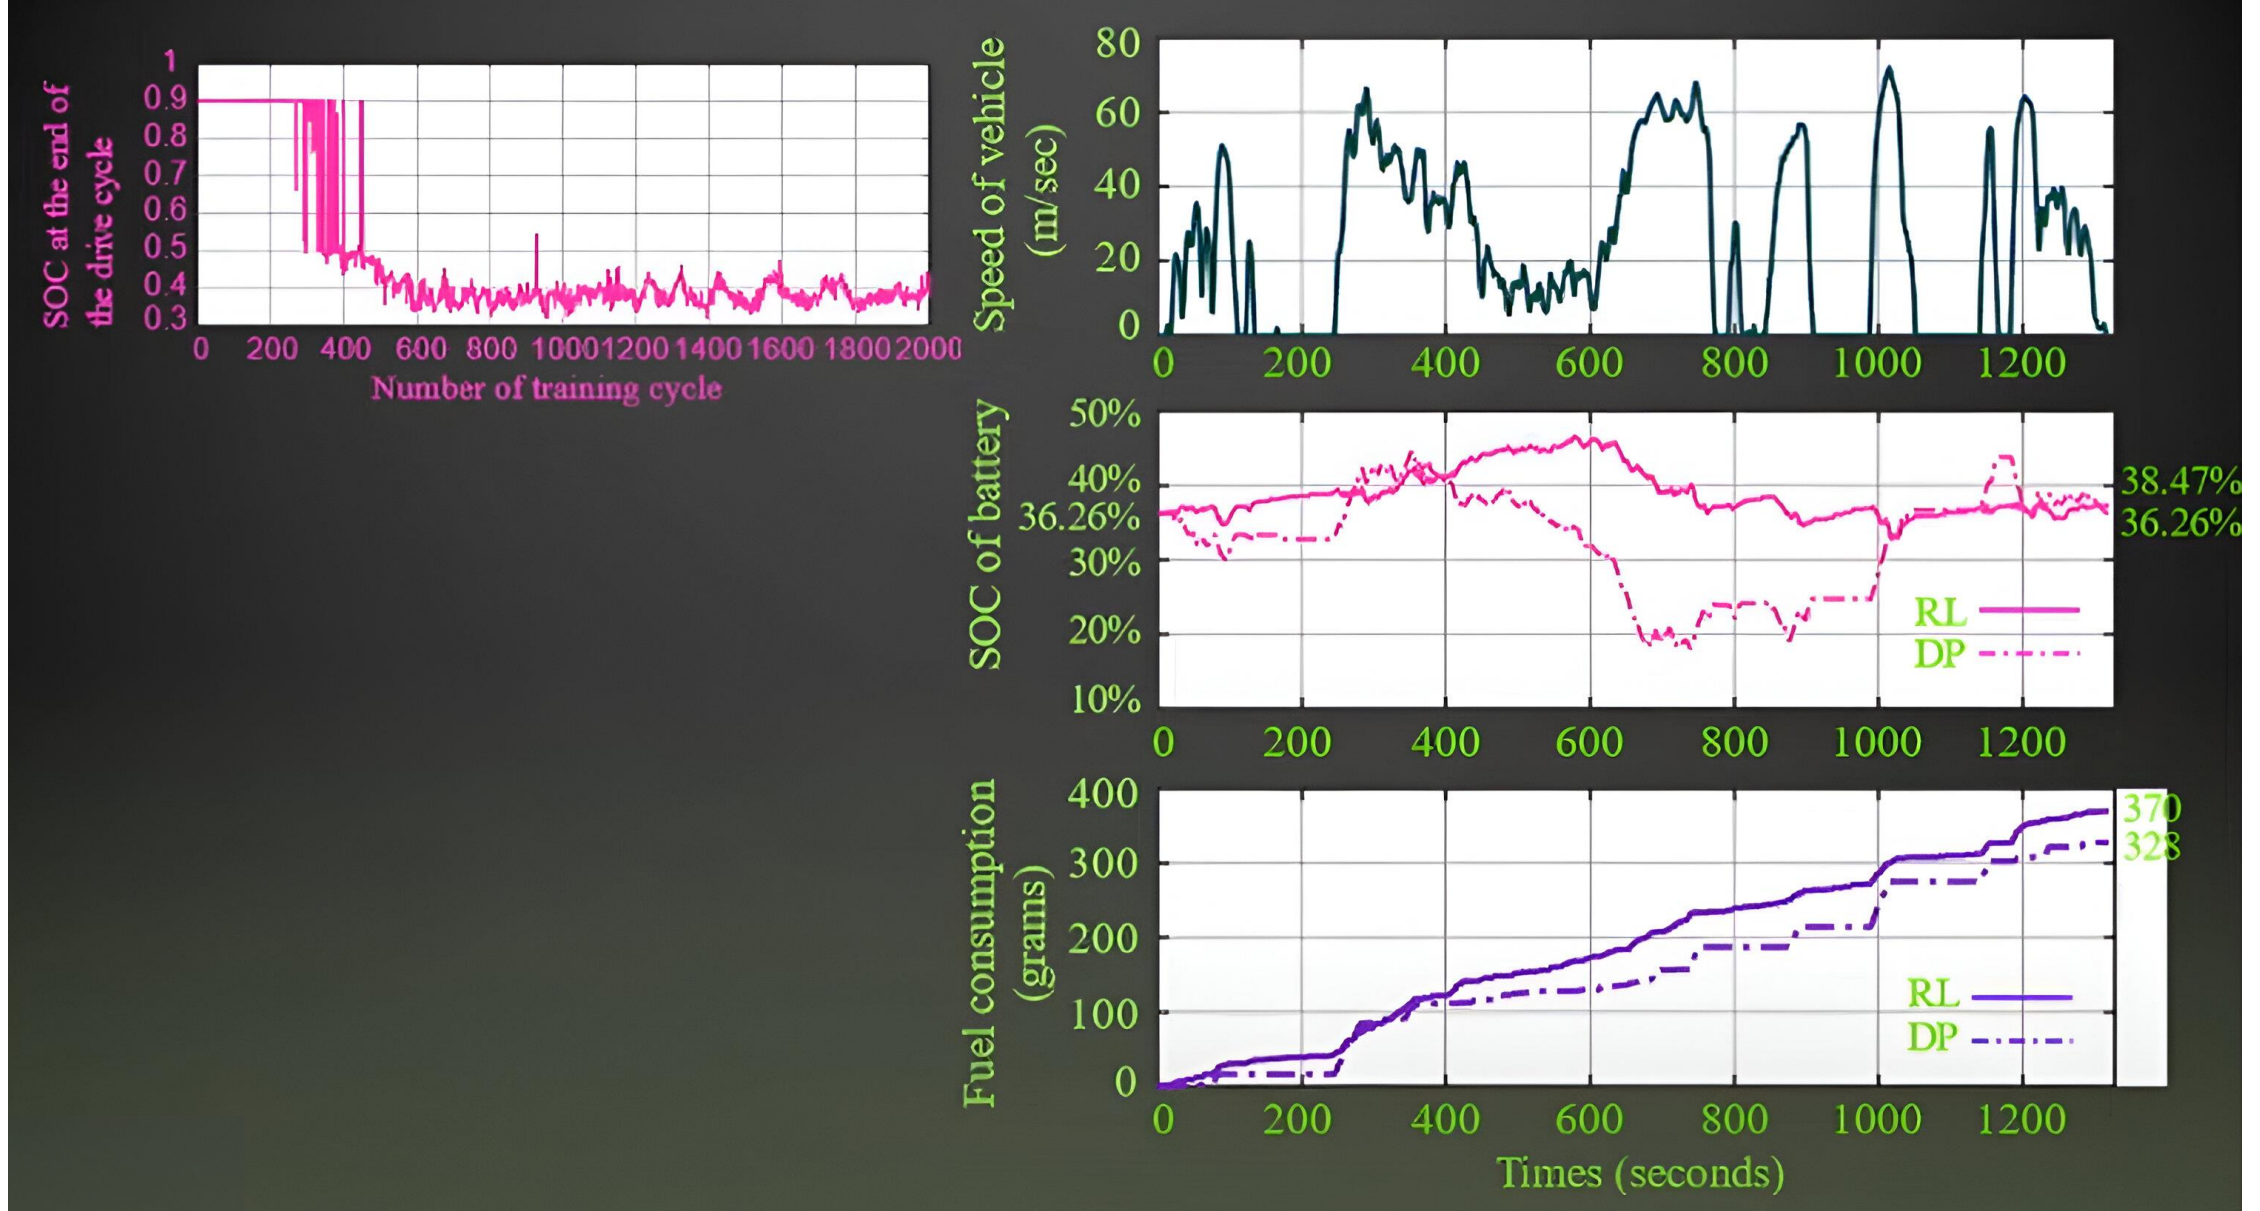 SOC at the end of
the drive cycle
1
0.9
0.8
0.7
0.6
0.5
0.4
0.3
0 200 400 600 800 1000 1200 1400 1600 1800 2000
Number of training cycle
Speed of vehicle
(m/sec)
80
60
40
20
0
0 200 400 600 800 1000 1200
SOC of battery
50%
40%
36.26%
30%
20%
10%
38.47%
36.26%
RL
DP
0 200 400 600 800 1000 1200
Fuel consumption
(grams)
400
300
200
100
0
370
328
RL
DP
0 200 400 600 800 1000 1200
Times (seconds)